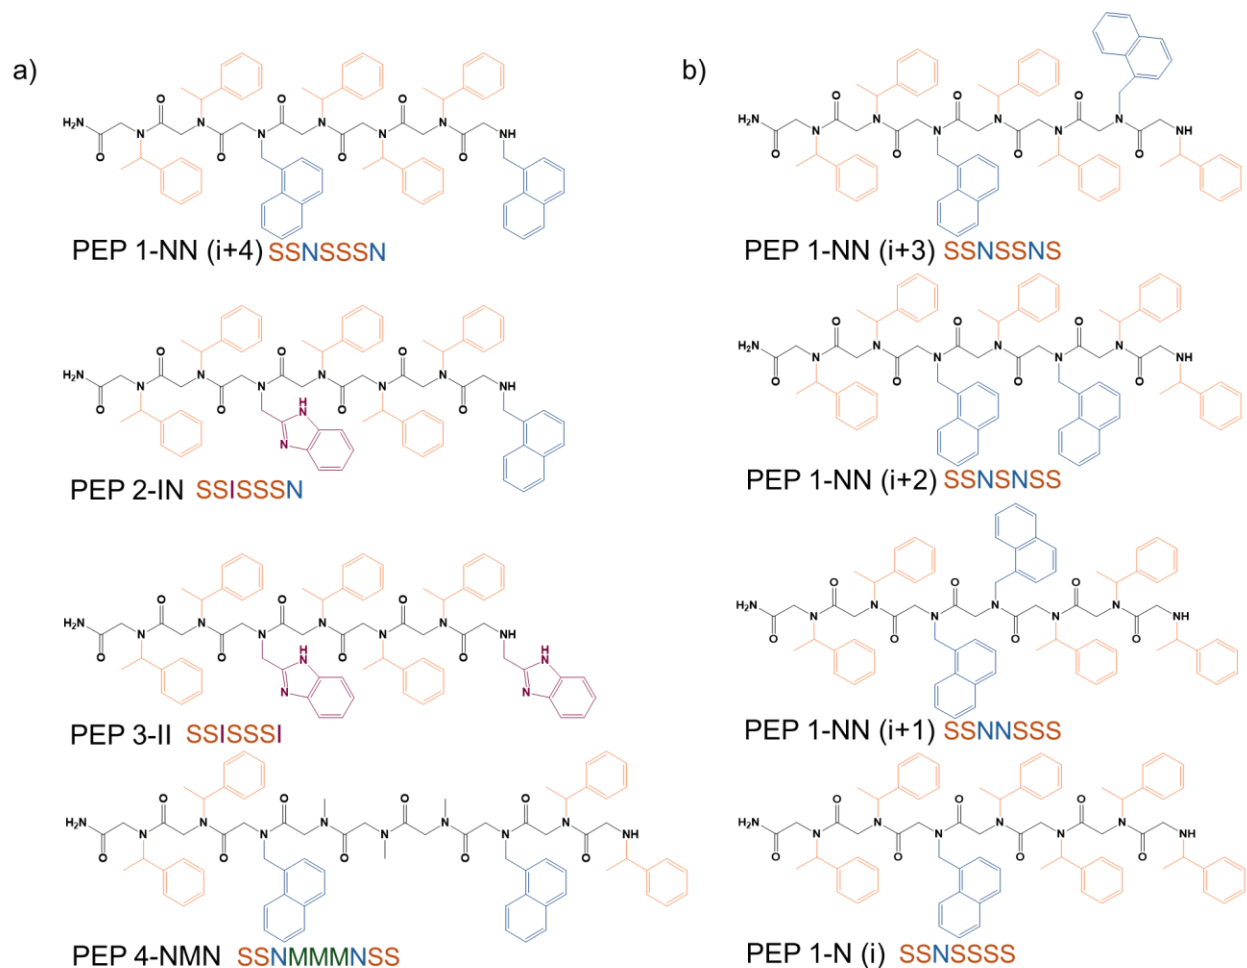 a)
PEP 1-NN (i+4) SSNSSSN
PEP 2-IN SSISSSN
PEP 3-II SSISSSI
PEP 4-NMN SSNMMMNSS
b)
PEP 1-NN (i+3) SSNSSNS
PEP 1-NN (i+2) SSNSNSS
PEP 1-NN (i+1) SSNNSSS
PEP 1-N (i) SSNSSSS
H₂N O O N N O O N N O O N N O O NH
H₂N O O N N O O N N O O N N O O NH H N N
H₂N O O N N O O N N O O N N O O NH H N N H N N
H₂N O O N N O O N N O O N N O O N N O O NH